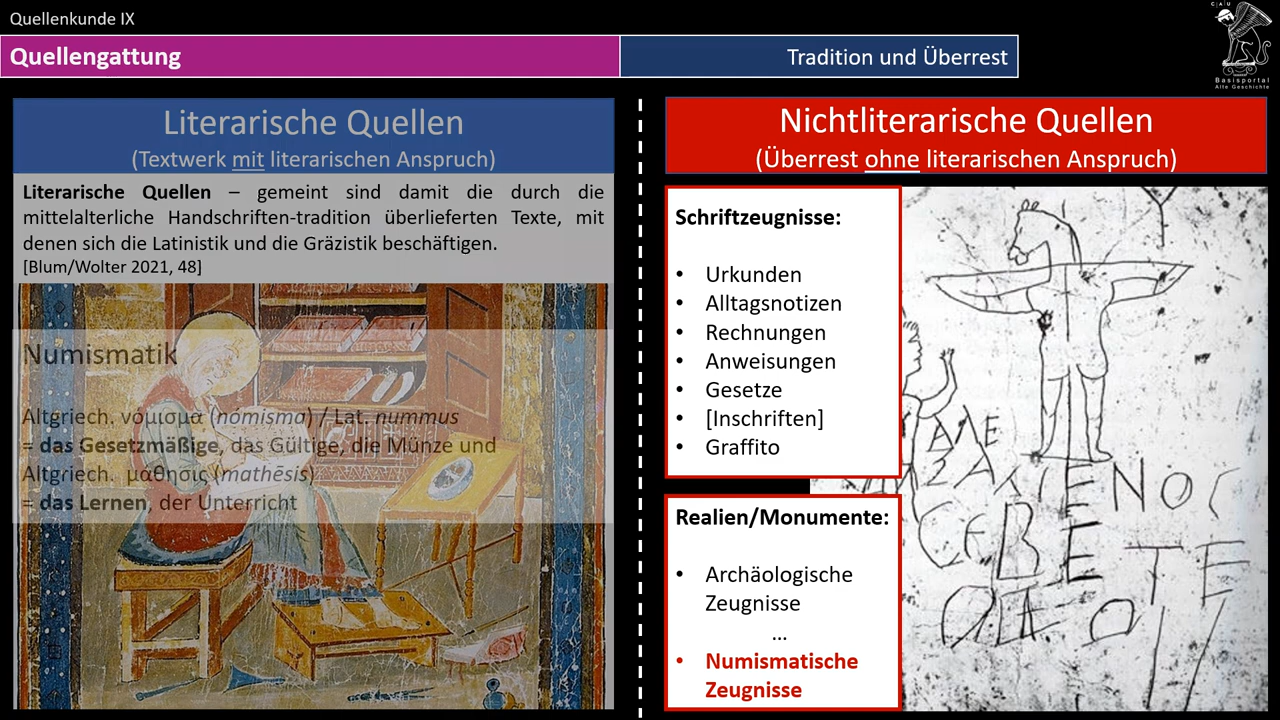 Quellenkunde IX
Quellengattung
Tradition und Überrest
C A U
Basisportal
Alte Geschichte
Literarische Quellen
(Textwerk mit literarischen Anspruch)
Literarische Quellen – gemeint sind damit die durch die
mittelalterliche Handschriften-tradition überlieferten Texte, mit
denen sich die Latinistik und die Gräzistik beschäftigen.
[Blum/Wolter 2021, 48]
Numismatik
Altgriech. νόμισμα (nómisma) / Lat. nummus
= das Gesetzmäßige, das Gültige, die Münze und
Altgriech. μάθησις (mathēsis)
= das Lernen, der Unterricht
Nichtliterarische Quellen
(Überrest ohne literarischen Anspruch)
Schriftzeugnisse:
• Urkunden
• Alltagsnotizen
• Rechnungen
• Anweisungen
• Gesetze
• [Inschriften]
• Graffito
Realien/Monumente:
• Archäologische
Zeugnisse
...
• Numismatische
Zeugnisse
Υ
ΑΛΕ
ΞΑΜΕΝΟϹ
ϹΕΒΕΤΕ